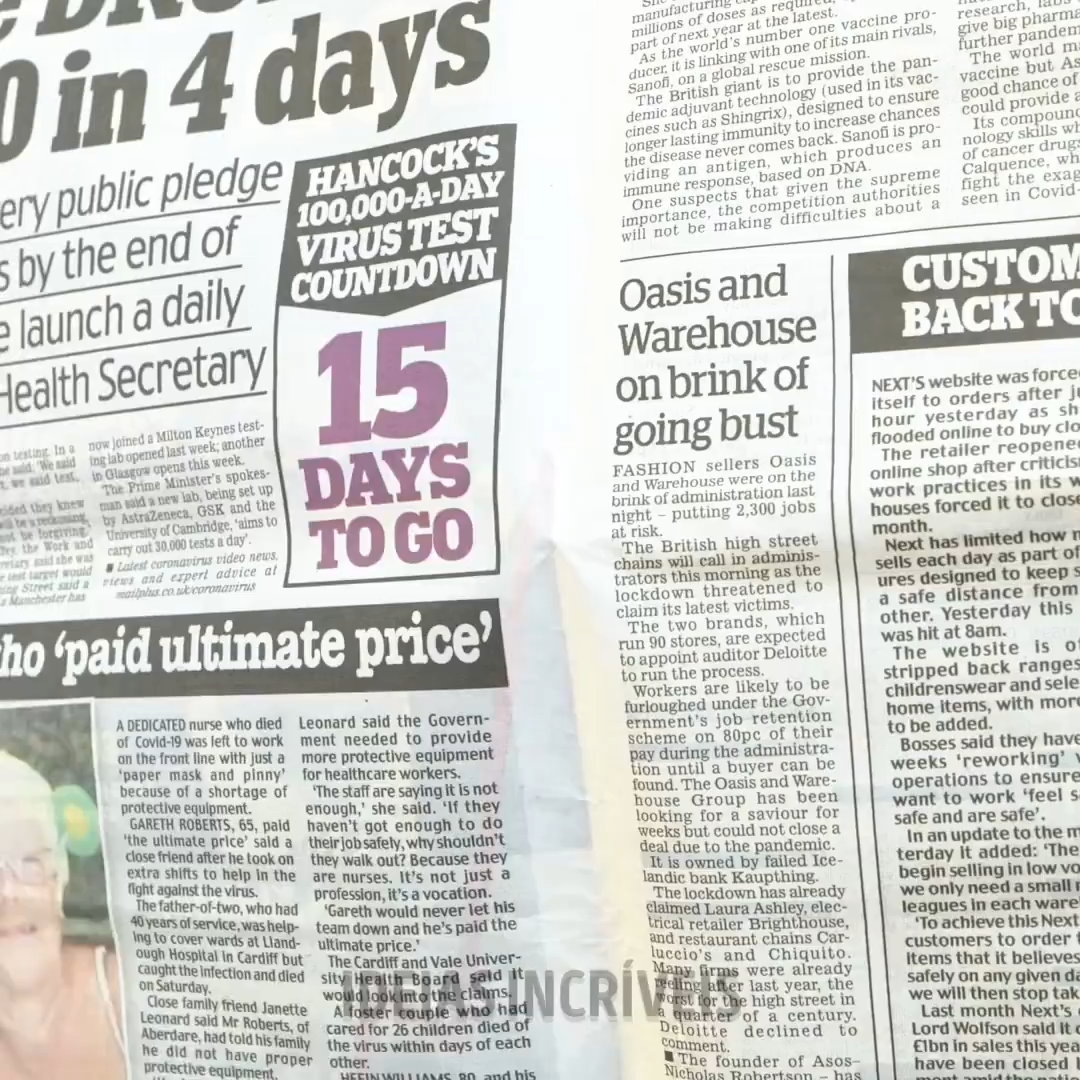 0 in 4 days
ery public pledge
s by the end of
e launch a daily
Health Secretary
HANCOCK'S
100,000-A-DAY
VIRUS TEST
COUNTDOWN
15
DAYS
TO GO
on testing. In a
we said test.
now joined a Milton Keynes test-
ing lab opened last week; another
in Glasgow opens this week.
The Prime Minister's spokes-
man said a new lab, being set up
by AstraZeneca, GSK and the
University of Cambridge, 'aims to
carry out 30,000 tests a day'.
■ Latest coronavirus video news,
views and expert advice at
mailplus.co.uk/coronavirus
ho 'paid ultimate price'
A DEDICATED nurse who died
of Covid-19 was left to work
on the front line with just a
'paper mask and pinny'
because of a shortage of
protective equipment.
GARETH ROBERTS, 65, paid
'the ultimate price' said a
close friend after he took on
extra shifts to help in the
fight against the virus.
The father-of-two, who had
40 years of service, was help-
ing to cover wards at Lland-
ough Hospital in Cardiff but
caught the infection and died
on Saturday.
Close family friend Janette
Leonard said Mr Roberts, of
Aberdare, had told his family
he did not have proper
protective equipment.
Leonard said the Govern-
ment needed to provide
more protective equipment
for healthcare workers.
'The staff are saying it is not
enough,' she said. 'If they
haven't got enough to do
their job safely, why shouldn't
they walk out? Because they
are nurses. It's not just a
profession, it's a vocation.
'Gareth would never let his
team down and he's paid the
ultimate price.'
The Cardiff and Vale Univer-
sity Health Board said it
would look into the claims.
A foster couple who had
cared for 26 children died of
the virus within days of each
other.
HEFIN WILLIAMS, 80, and his
manufacturing
millions of doses as required,
part of next year at the latest.
As the world's number one vaccine pro-
ducer, it is linking with one of its main rivals,
Sanofi, on a global rescue mission.
The British giant is to provide the pan-
demic adjuvant technology (used in its vac-
cines such as Shingrix), designed to ensure
longer lasting immunity to increase chances
the disease never comes back. Sanofi is pro-
viding an antigen, which produces an
immune response, based on DNA.
One suspects that given the supreme
importance, the competition authorities
will not be making difficulties about a
research, labs
give big pharma
further pandem
The world m
vaccine but As
good chance of
could provide a
Its compoun
nology skills wh
of cancer drugs
Calquence, wh
fight the exag
seen in Covid-
Oasis and
Warehouse
on brink of
going bust
FASHION sellers Oasis
and Warehouse were on the
brink of administration last
night – putting 2,300 jobs
at risk.
The British high street
chains will call in adminis-
trators this morning as the
lockdown threatened to
claim its latest victims.
The two brands, which
run 90 stores, are expected
to appoint auditor Deloitte
to run the process.
Workers are likely to be
furloughed under the Gov-
ernment's job retention
scheme on 80pc of their
pay during the administra-
tion until a buyer can be
found. The Oasis and Ware-
house Group has been
looking for a saviour for
weeks but could not close a
deal due to the pandemic.
It is owned by failed Ice-
landic bank Kaupthing.
The lockdown has already
claimed Laura Ashley, elec-
trical retailer Brighthouse,
and restaurant chains Car-
luccio's and Chiquito.
Many firms were already
reeling after last year, the
worst for the high street in
a quarter of a century.
Deloitte declined to
comment.
■ The founder of Asos-
Nicholas Robertson – has
CUSTOM
BACK TO
NEXT'S website was forced
itself to orders after j
hour yesterday as sh
flooded online to buy clo
The retailer reopene
online shop after criticis
work practices in its w
houses forced it to close
month.
Next has limited how m
sells each day as part of
ures designed to keep s
a safe distance from
other. Yesterday this
was hit at 8am.
The website is o
stripped back ranges
childrenswear and sele
home items, with more
to be added.
Bosses said they have
weeks 'reworking'
operations to ensure
want to work 'feel s
safe and are safe'.
In an update to the m
terday it added: 'The
begin selling in low vo
we only need a small n
leagues in each ware
'To achieve this Next
customers to order
items that it believes
safely on any given da
we will then stop tak
Last month Next's
Lord Wolfson said it
£1bn in sales this yea
have been closed
IDEIAS INCRÍVEIS